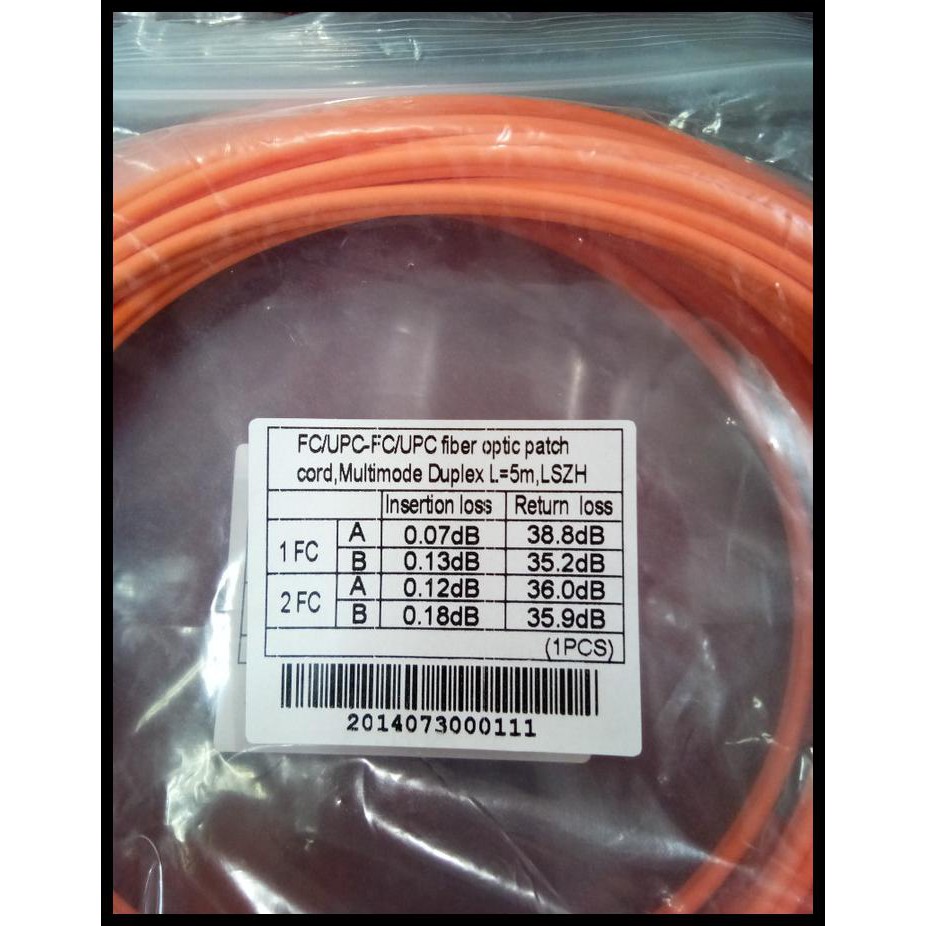 FC/UPC-FC/UPC fiber optic patch
cord,Multimode Duplex L=5m,LSZH
Insertion loss Return loss
1 FC A 0.07dB 38.8dB
B 0.13dB 35.2dB
2 FC A 0.12dB 36.0dB
B 0.18dB 35.9dB
(1PCS)
2014073000111